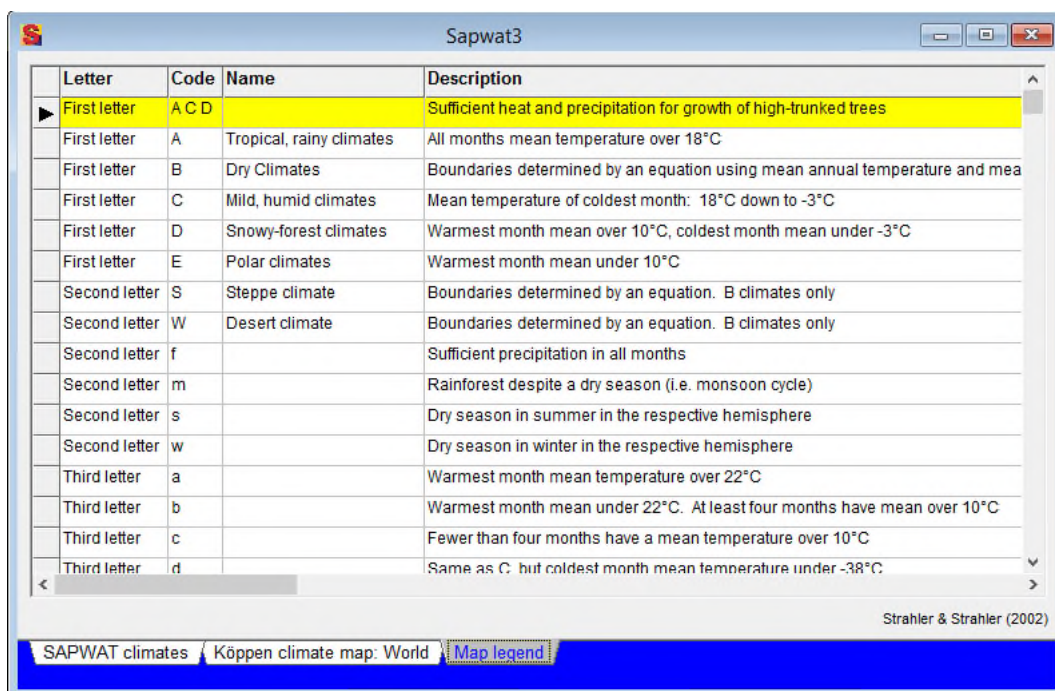 Sapwat3
Letter Code Name Description
First letter A C D Sufficient heat and precipitation for growth of high-trunked trees
First letter A Tropical, rainy climates All months mean temperature over 18°C
First letter B Dry Climates Boundaries determined by an equation using mean annual temperature and mea
First letter C Mild, humid climates Mean temperature of coldest month: 18°C down to -3°C
First letter D Snowy-forest climates Warmest month mean over 10°C, coldest month mean under -3°C
First letter E Polar climates Warmest month mean under 10°C
Second letter S Steppe climate Boundaries determined by an equation. B climates only
Second letter W Desert climate Boundaries determined by an equation. B climates only
Second letter f Sufficient precipitation in all months
Second letter m Rainforest despite a dry season (i.e. monsoon cycle)
Second letter s Dry season in summer in the respective hemisphere
Second letter w Dry season in winter in the respective hemisphere
Third letter a Warmest month mean temperature over 22°C
Third letter b Warmest month mean under 22°C. At least four months have mean over 10°C
Third letter c Fewer than four months have a mean temperature over 10°C
Third letter d Same as C, but coldest month mean temperature under -38°C
Strahler & Strahler (2002)
SAPWAT climates Köppen climate map: World Map legend